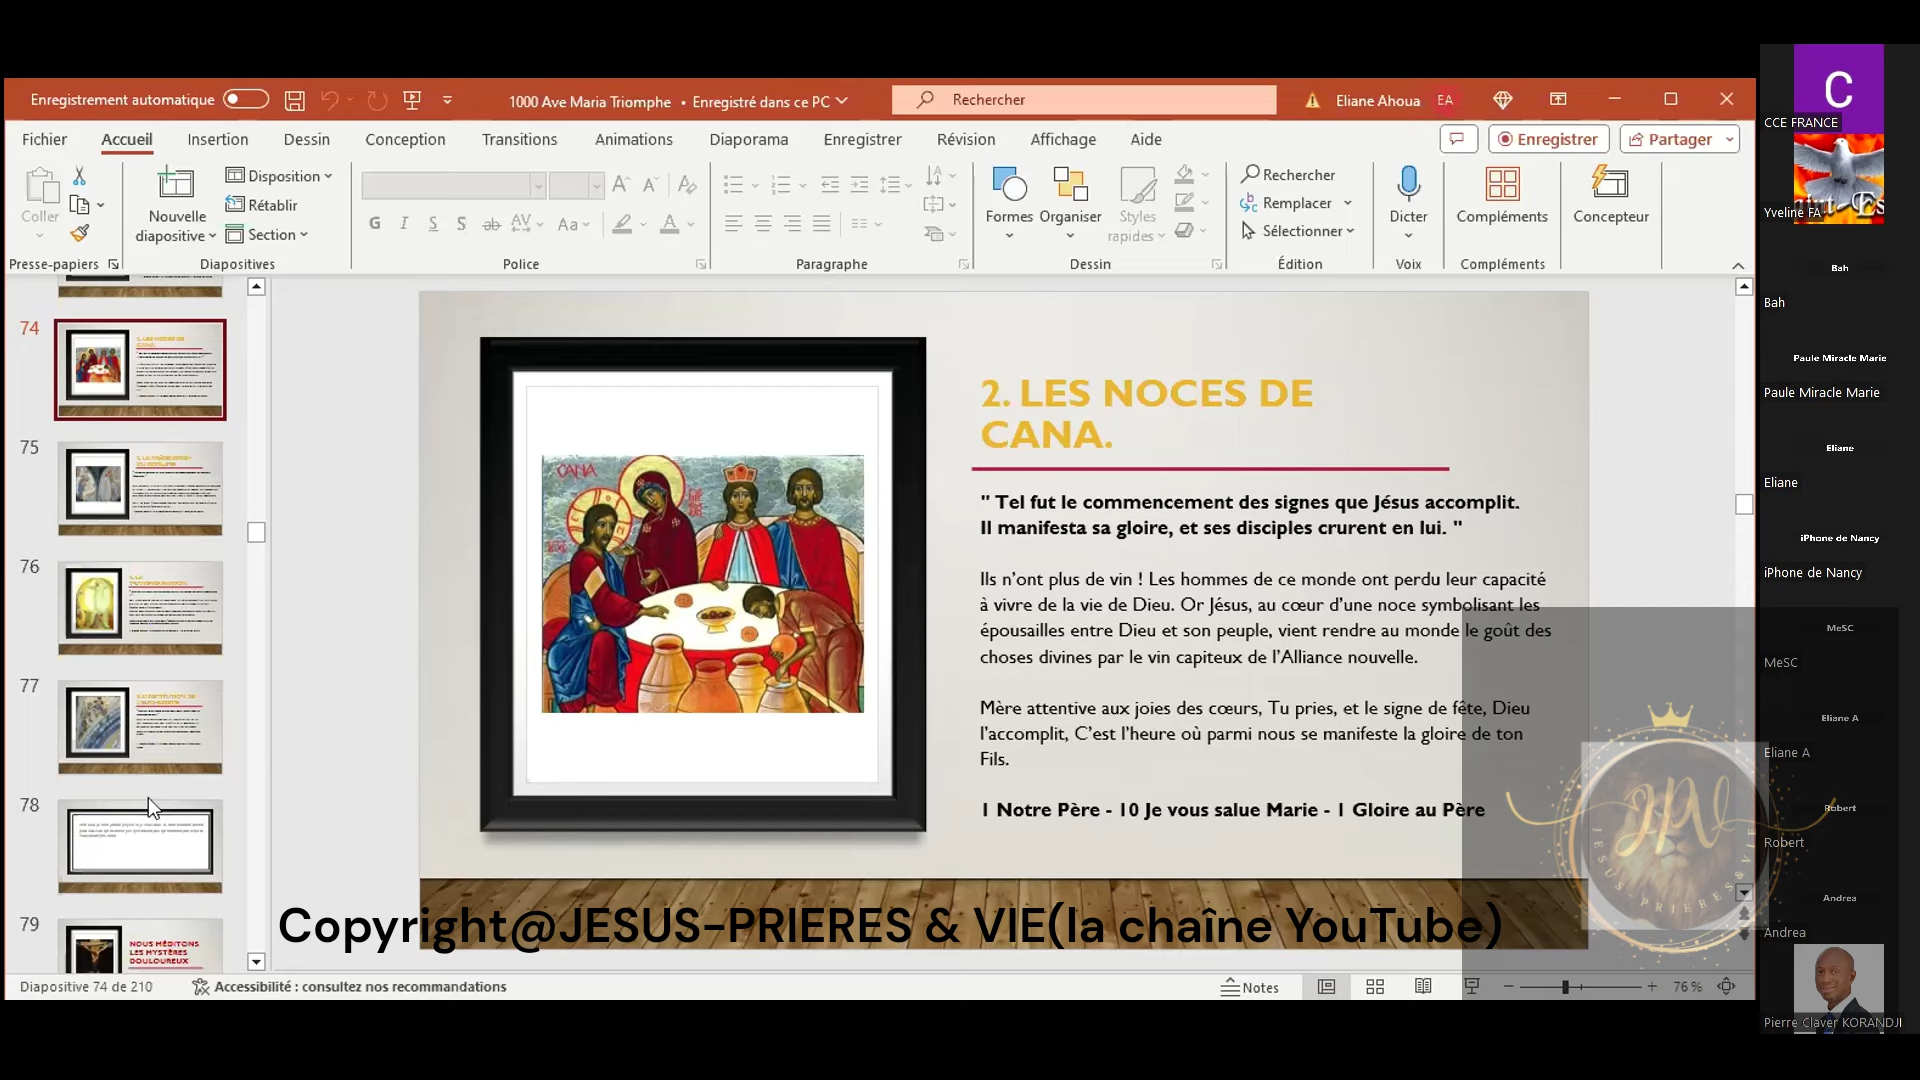 Enregistrement automatique
1000 Ave Maria Triomphe • Enregistré dans ce PC
Rechercher
Eliane Ahoua EA
Fichier Accueil Insertion Dessin Conception Transitions Animations Diaporama Enregistrer Révision Affichage Aide
Enregistrer
Partager
Coller
Nouvelle
diapositive
Disposition
Rétablir
Section
Presse-papiers
Diapositives
G I S S ab AV Aa A
Police
Paragraphe
Formes
Organiser
Styles
rapides
Dessin
Rechercher
Remplacer
Sélectionner
Édition
Dicter
Voix
Compléments
Compléments
Concepteur
74
75
76
77
78
79
NOUS MÉDITONS
LES MYSTÈRES
DOULOUREUX
CANA
2. LES NOCES DE
CANA.
" Tel fut le commencement des signes que Jésus accomplit.
Il manifesta sa gloire, et ses disciples crurent en lui. "
Ils n'ont plus de vin ! Les hommes de ce monde ont perdu leur capacité
à vivre de la vie de Dieu. Or Jésus, au cœur d'une noce symbolisant les
épousailles entre Dieu et son peuple, vient rendre au monde le goût des
choses divines par le vin capiteux de l'Alliance nouvelle.
Mère attentive aux joies des cœurs, Tu pries, et le signe de fête, Dieu
l'accomplit, C'est l'heure où parmi nous se manifeste la gloire de ton
Fils.
1 Notre Père - 10 Je vous salue Marie - 1 Gloire au Père
Copyright@JESUS-PRIERES & VIE(la chaîne YouTube)
JPV
JESUS-PRIERES & VIE
Diapositive 74 de 210
Accessibilité : consultez nos recommandations
Notes
76 %
C
CCE FRANCE
Yveline FA
Bah
Bah
Paule Miracle Marie
Paule Miracle Marie
Eliane
Eliane
iPhone de Nancy
iPhone de Nancy
MeSC
MeSC
Eliane A
Eliane A
Robert
Robert
Andrea
Andrea
Pierre Claver KORANDJI